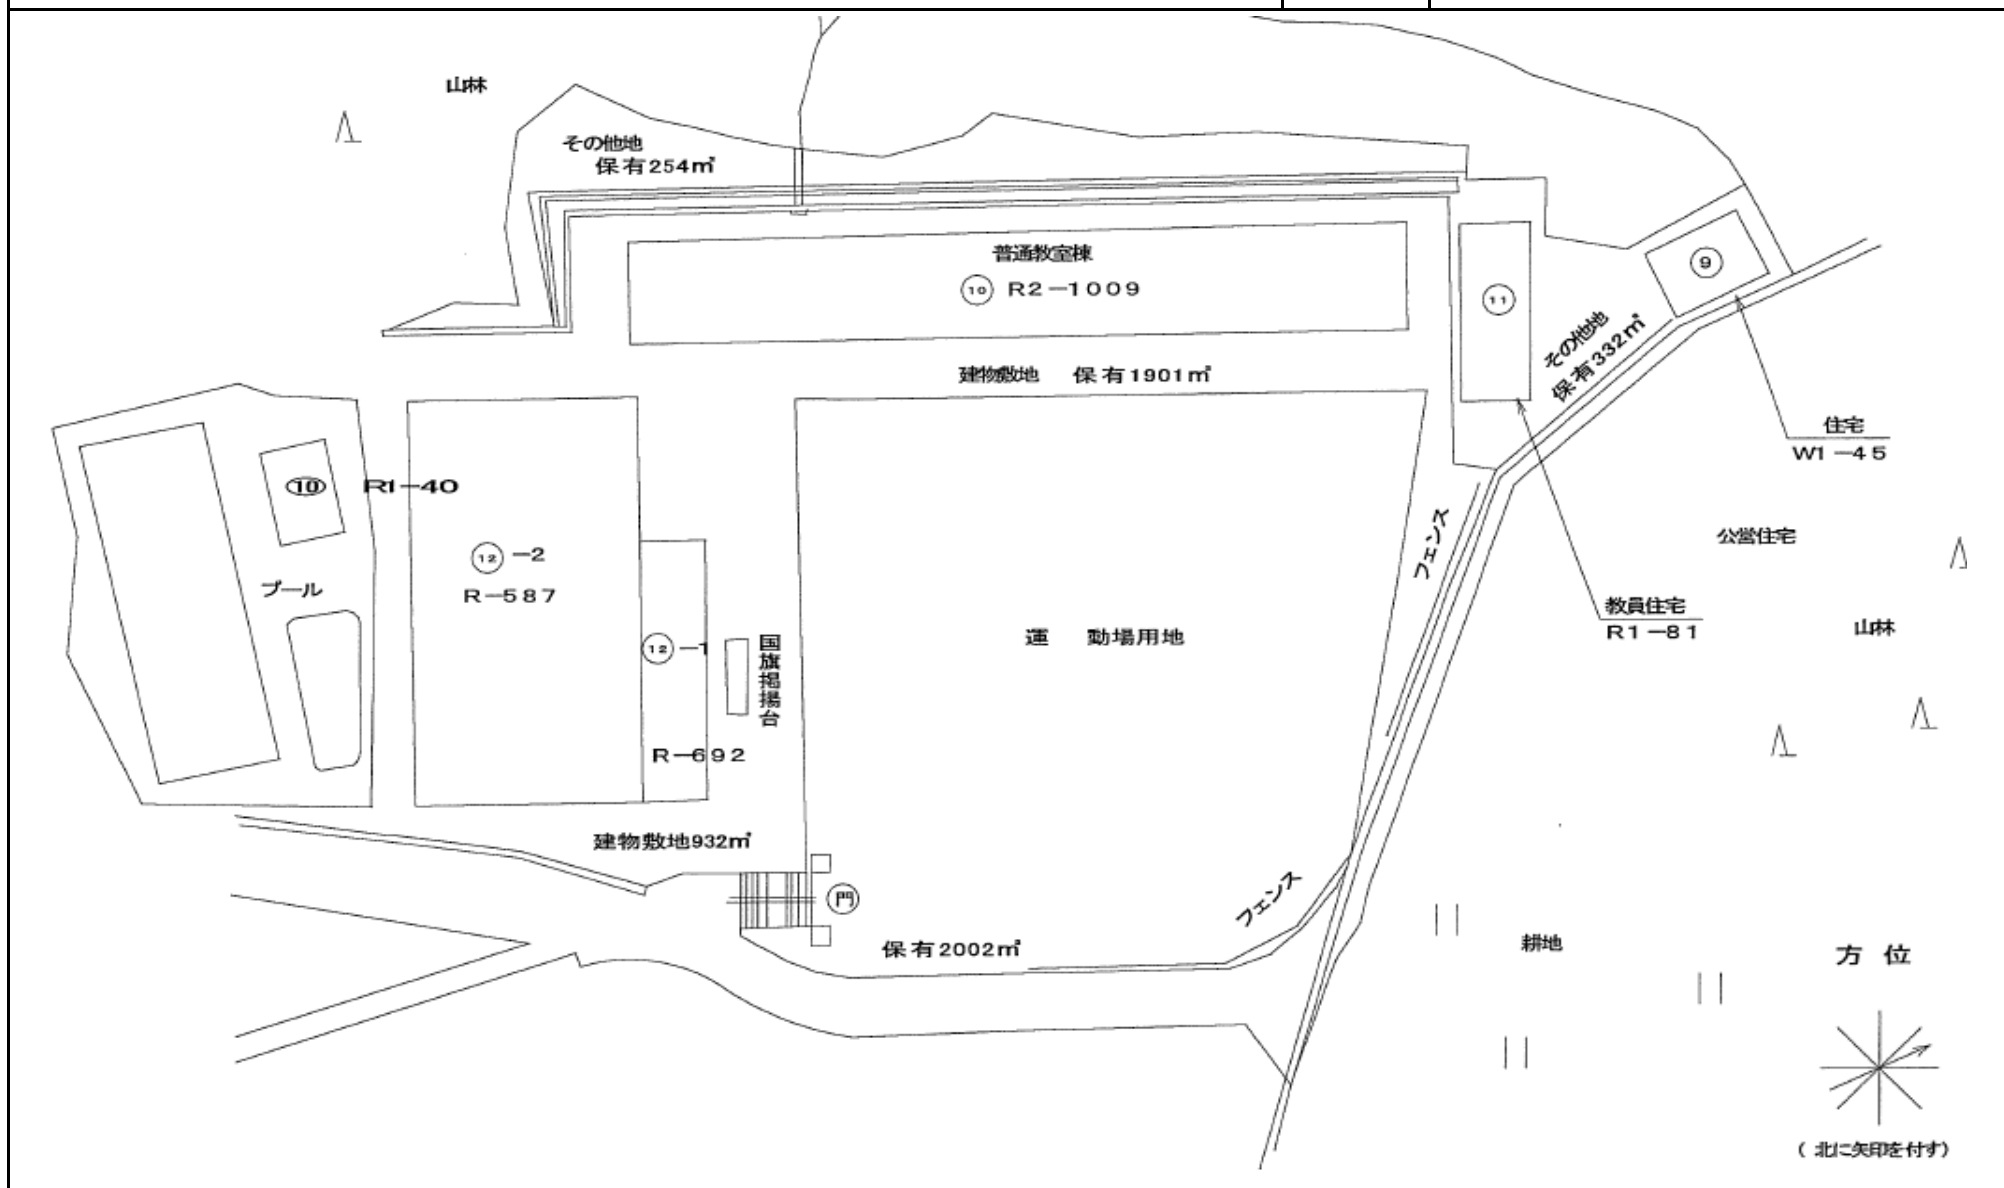 山林
その他地
保有254㎡
普通教室棟
⑩ R2-1009
⑨
⑪
その他地
保有332㎡
建物敷地 保有1901㎡
住宅
W1-45
⑩ R1-40
フェンス
公営住宅
⑫-2
R-587
プール
教員住宅
R1-81
山林
⑫-1
国旗掲揚台
運 動場用地
R-692
建物敷地932㎡
門
フェンス
保有2002㎡
耕地
方 位
(北に矢印を付す)